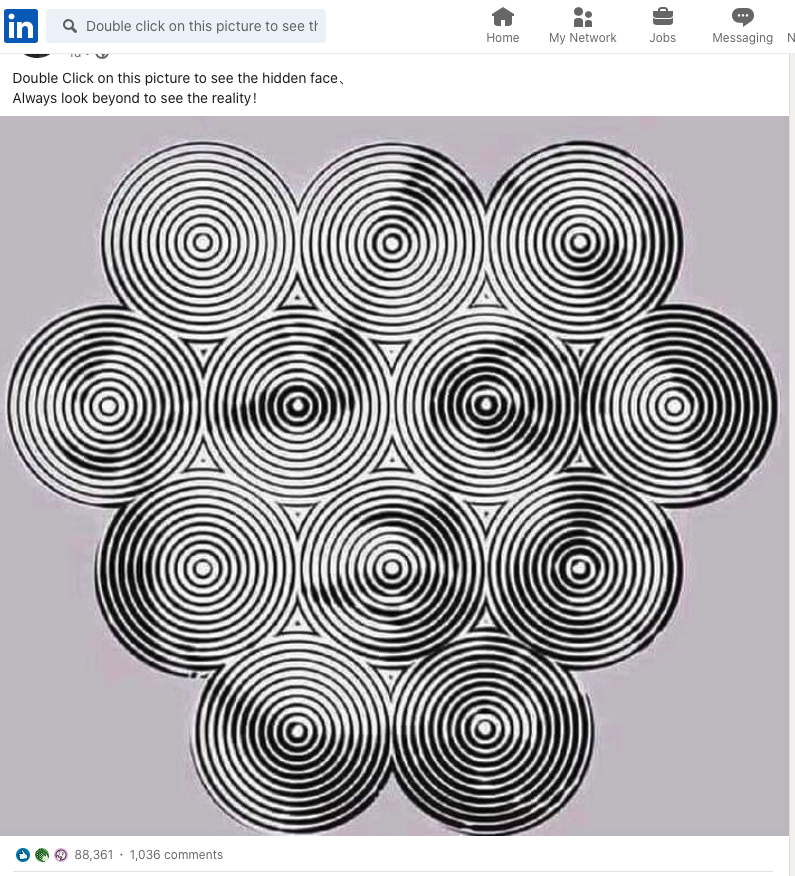 in
Double click on this picture to see th
Home
My Network
Jobs
Messaging
N
Double Click on this picture to see the hidden face、
Always look beyond to see the reality!
88,361 · 1,036 comments